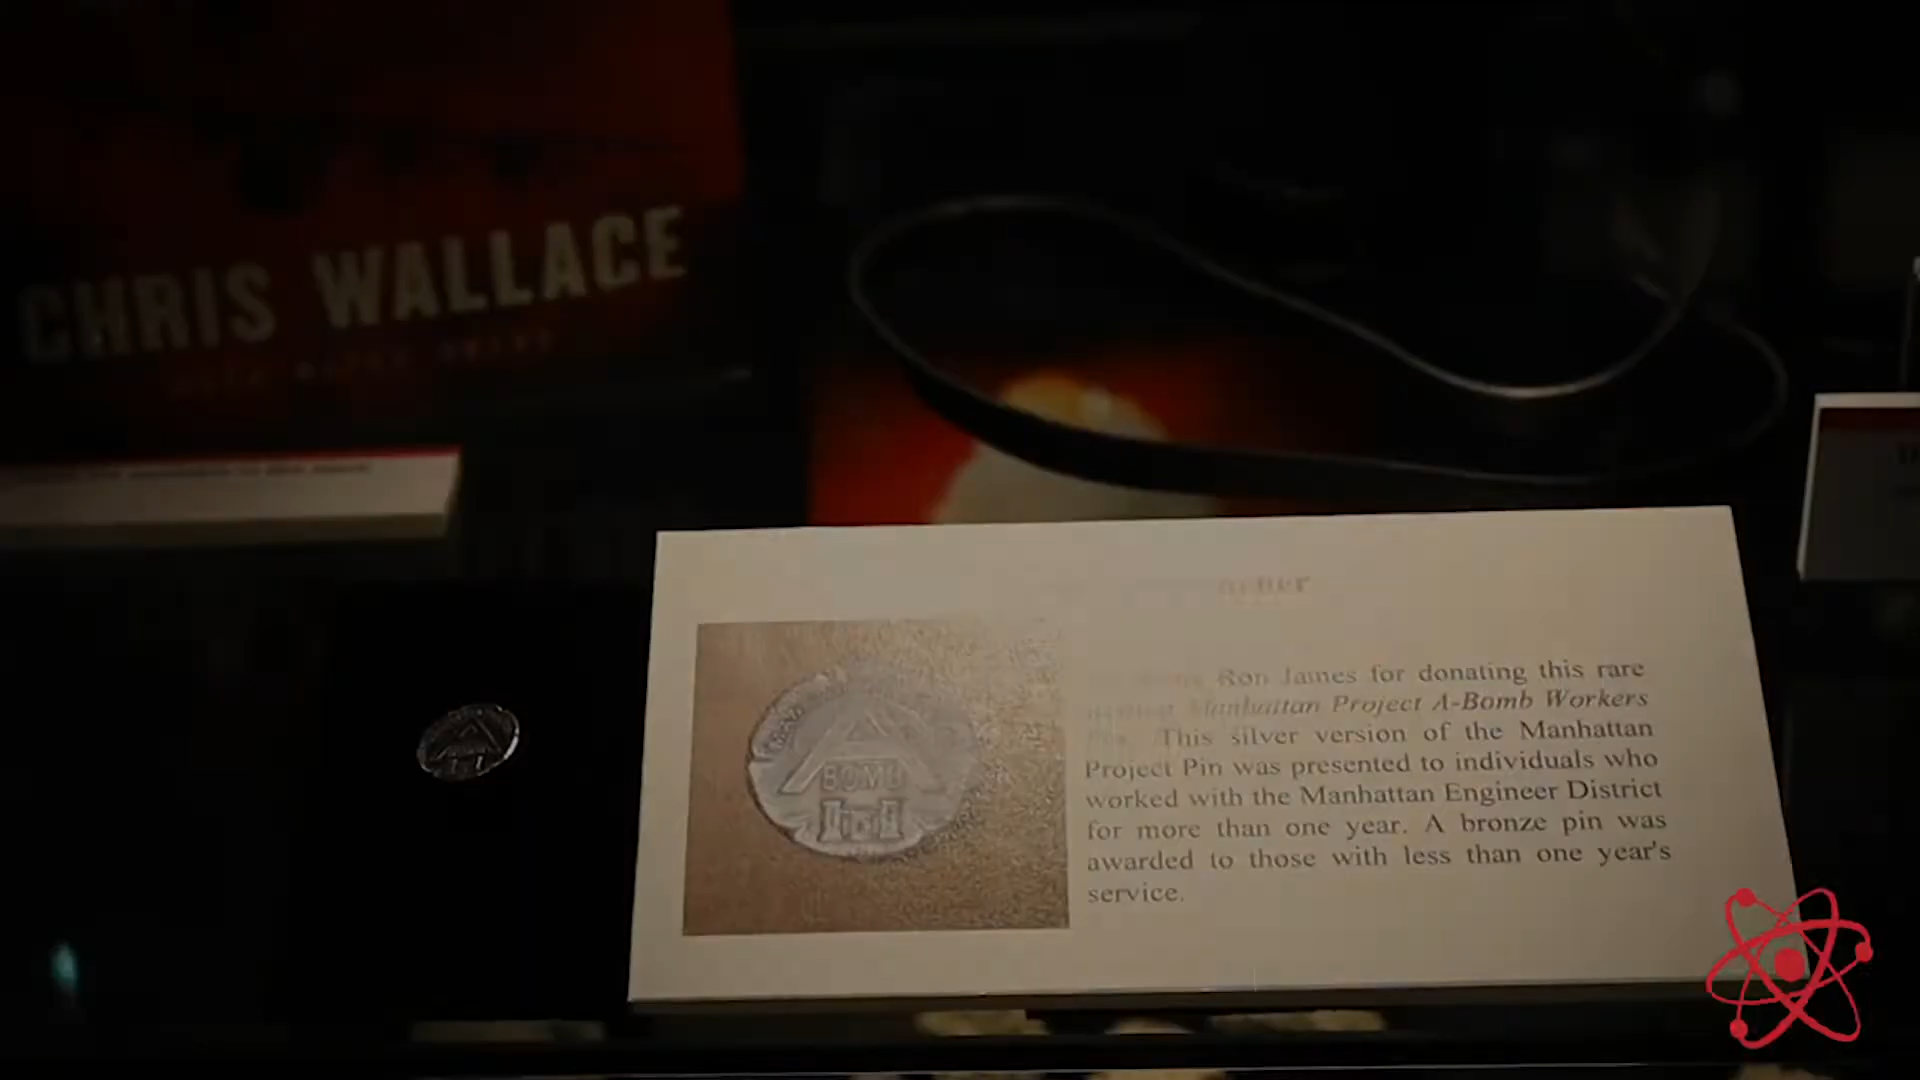 CHRIS WALLACE
Ron James for donating this rare
Manhattan Project A-Bomb Workers
This silver version of the Manhattan
Project Pin was presented to individuals who
worked with the Manhattan Engineer District
for more than one year. A bronze pin was
awarded to those with less than one year's
service.
A
BOMB